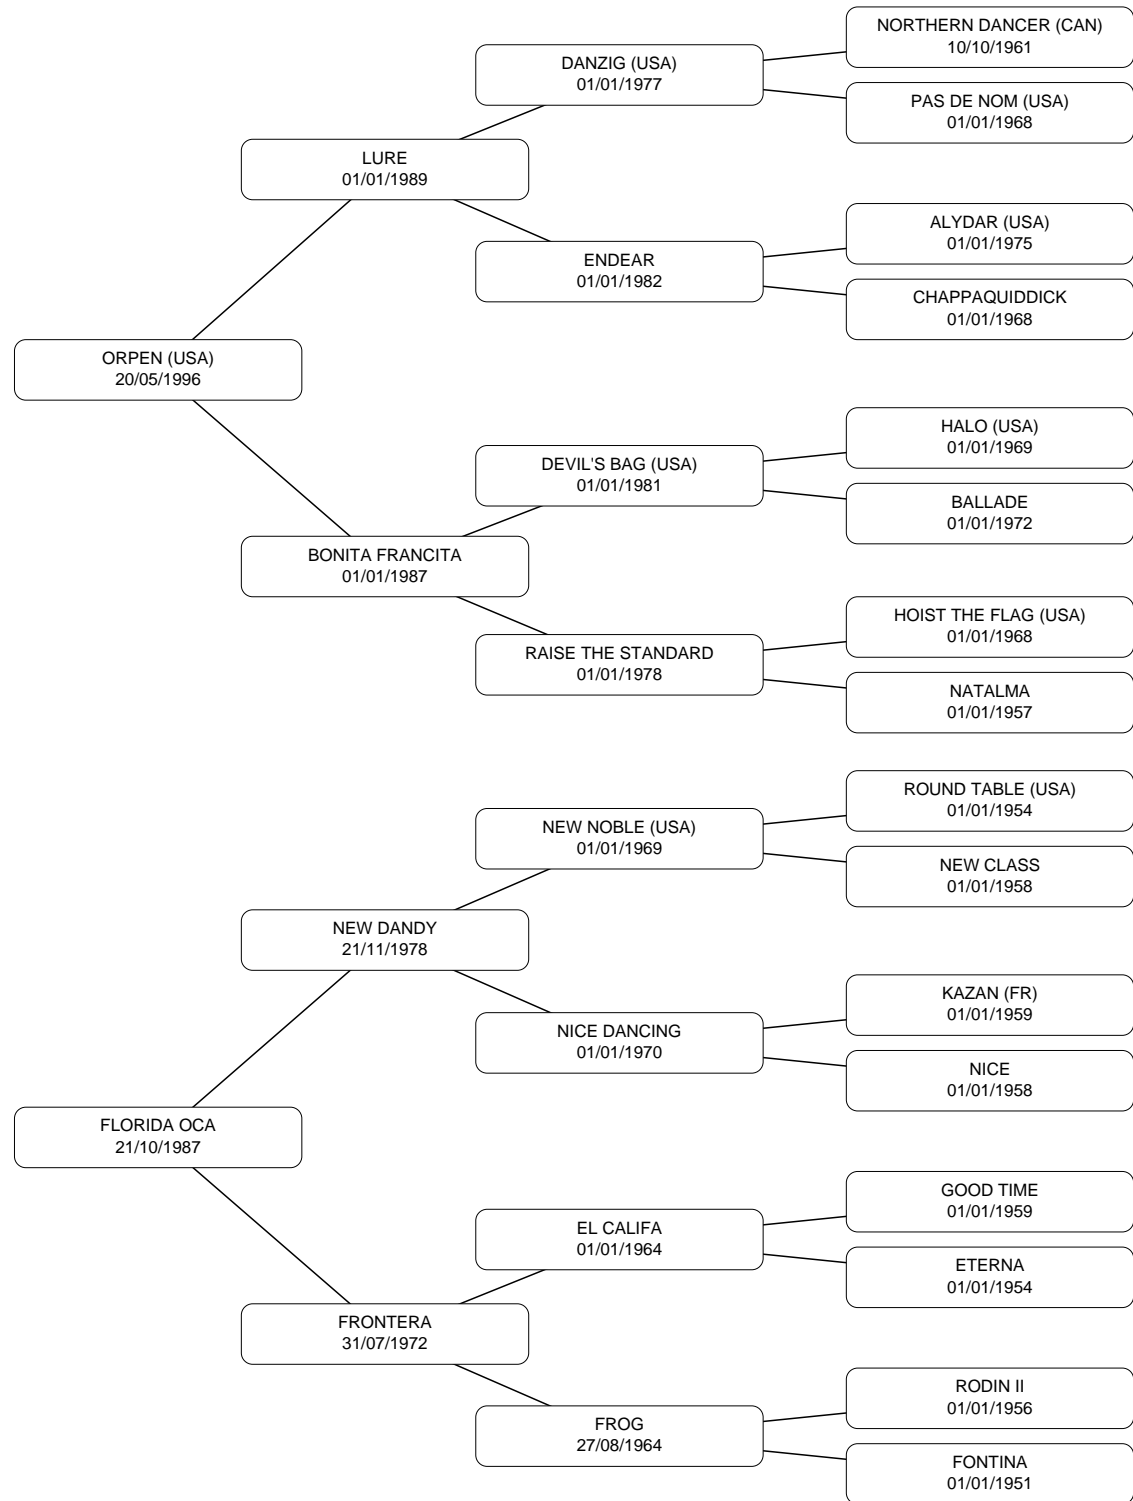 NORTHERN DANCER (CAN)
10/10/1961
DANZIG (USA)
01/01/1977
PAS DE NOM (USA)
01/01/1968
LURE
01/01/1989
ALYDAR (USA)
01/01/1975
ENDEAR
01/01/1982
CHAPPAQUIDDICK
01/01/1968
ORPEN (USA)
20/05/1996
HALO (USA)
01/01/1969
DEVIL'S BAG (USA)
01/01/1981
BALLADE
01/01/1972
BONITA FRANCITA
01/01/1987
HOIST THE FLAG (USA)
01/01/1968
RAISE THE STANDARD
01/01/1978
NATALMA
01/01/1957
ROUND TABLE (USA)
01/01/1954
NEW NOBLE (USA)
01/01/1969
NEW CLASS
01/01/1958
NEW DANDY
21/11/1978
KAZAN (FR)
01/01/1959
NICE DANCING
01/01/1970
NICE
01/01/1958
FLORIDA OCA
21/10/1987
GOOD TIME
01/01/1959
EL CALIFA
01/01/1964
ETERNA
01/01/1954
FRONTERA
31/07/1972
RODIN II
01/01/1956
FROG
27/08/1964
FONTINA
01/01/1951